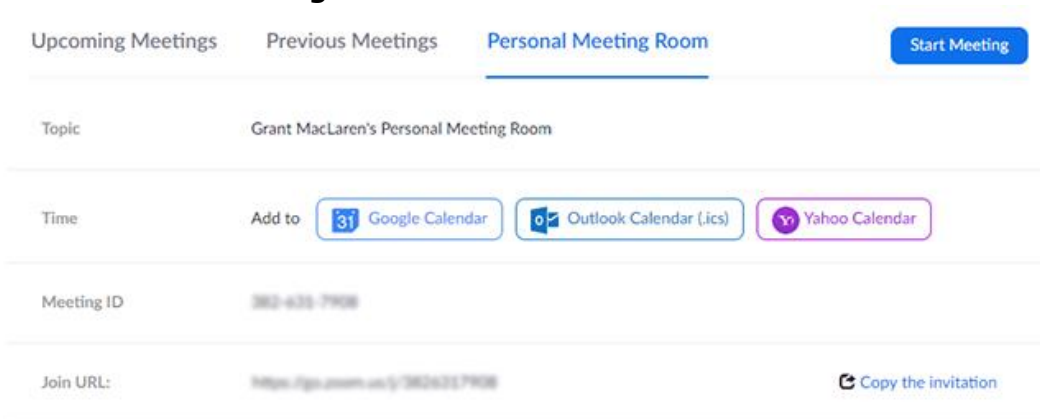 Upcoming Meetings Previous Meetings Personal Meeting Room Start Meeting
Topic Grant MacLaren's Personal Meeting Room
Time Add to 31 Google Calendar Outlook Calendar (.ics) Yahoo Calendar
Meeting ID
Join URL: Copy the invitation